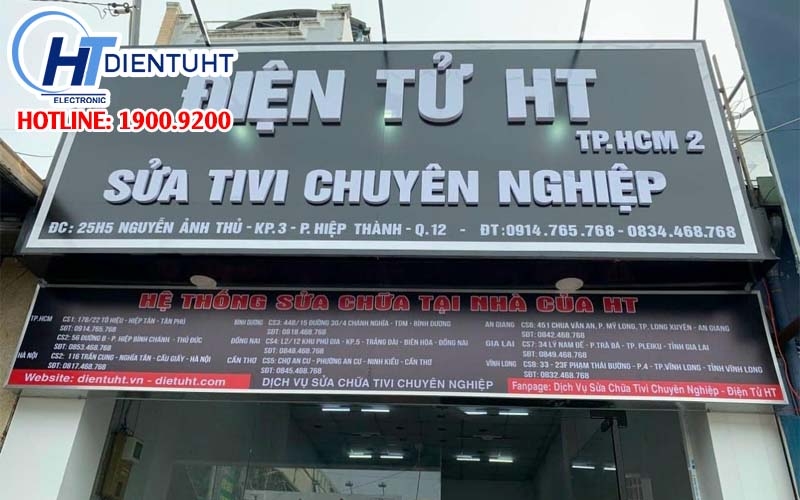 HT DIENTUHT
ELECTRONIC
HOTLINE: 1900.9200
ĐIỆN TỬ HT
TP.HCM 2
SỬA TIVI CHUYÊN NGHIỆP
ĐC: 25H5 NGUYỄN ẢNH THỦ - KP.3 - P. HIỆP THÀNH - Q.12 - ĐT:0914.765.768 - 0834.468.768
HỆ THỐNG SỬA CHỮA TẠI NHÀ CỦA HT
TP.HCM CS1: 17B/22 TÔ HIỆU - HIỆP TÂN - TÂN PHÚ
SĐT: 0914.765.768
CS2: 56 ĐƯỜNG B - P. HIỆP BÌNH CHÁNH - THỦ ĐỨC
SĐT: 0853.468.768
HÀ NỘI CS2: 116 TRẦN CUNG - NGHĨA TÂN - CẦU GIẤY - HÀ NỘI
SĐT: 0817.468.768
BÌNH DƯƠNG CS3: 448/15 ĐƯỜNG 30/4 CHÁNH NGHĨA - TDM - BÌNH DƯƠNG
SĐT: 0818.468.768
ĐỒNG NAI CS4: L2/12 KHU PHÚ GIA - KP.5 - TRẢNG DÀI - BIÊN HÒA - ĐỒNG NAI
SĐT: 0848.468.768
CẦN THƠ CS5: CHỢ AN CƯ - PHƯỜNG AN CƯ - NINH KIỀU - CẦN THƠ
SĐT: 0845.468.768
AN GIANG CS6: 451 CHƯA VĂN AN, P. MỸ LONG, TP. LONG XUYÊN - AN GIANG
SĐT: 0842.468.768
GIA LAI CS7: 34 LÝ NAM ĐẾ - P.TRÀ BÁ - TP. PLEIKU - TỈNH GIA LAI
SĐT: 0849.468.768
VĨNH LONG CS9: 33 - 23F PHẠM THÁI BƯỜNG - P.4 - TP.VĨNH LONG - TỈNH VĨNH LONG
SĐT: 0832.468.768
Website: dientuht.vn - dietuht.com
DỊCH VỤ SỬA CHỮA TIVI CHUYÊN NGHIỆP
Fanpage: Dịch Vụ Sửa Chữa Tivi Chuyên Nghiệp - Điện Tử HT